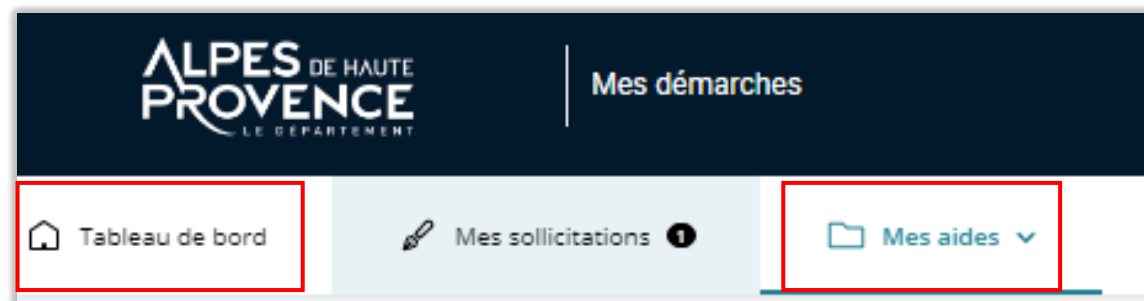 ALPES DE HAUTE
PROVENCE
LE DÉPARTEMENT
Mes démarches
Tableau de bord
Mes sollicitations 1
Mes aides